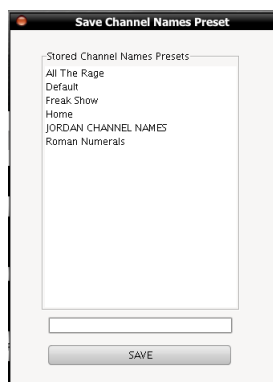 Save Channel Names Preset
Stored Channel Names Presets
All The Rage
Default
Freak Show
Home
JORDAN CHANNEL NAMES
Roman Numerals
SAVE